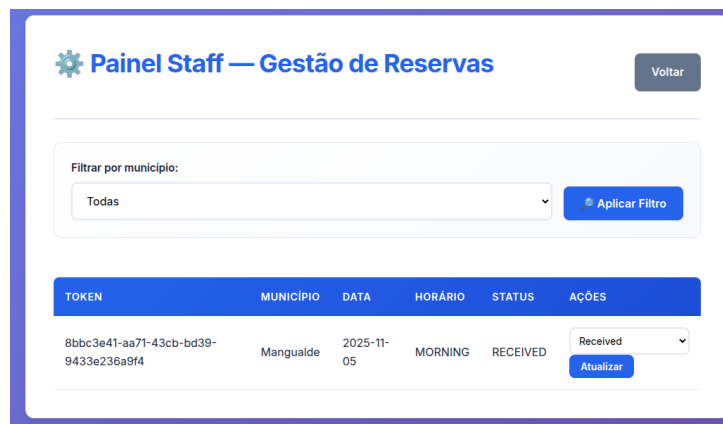 ⚙️ Painel Staff — Gestão de Reservas
Voltar
Filtrar por município:
Todas
🔎 Aplicar Filtro
TOKEN MUNICÍPIO DATA HORÁRIO STATUS AÇÕES
8bbc3e41-aa71-43cb-bd39-
9433e236a9f4
Mangualde
2025-11-
05
MORNING
RECEIVED
Received
Atualizar